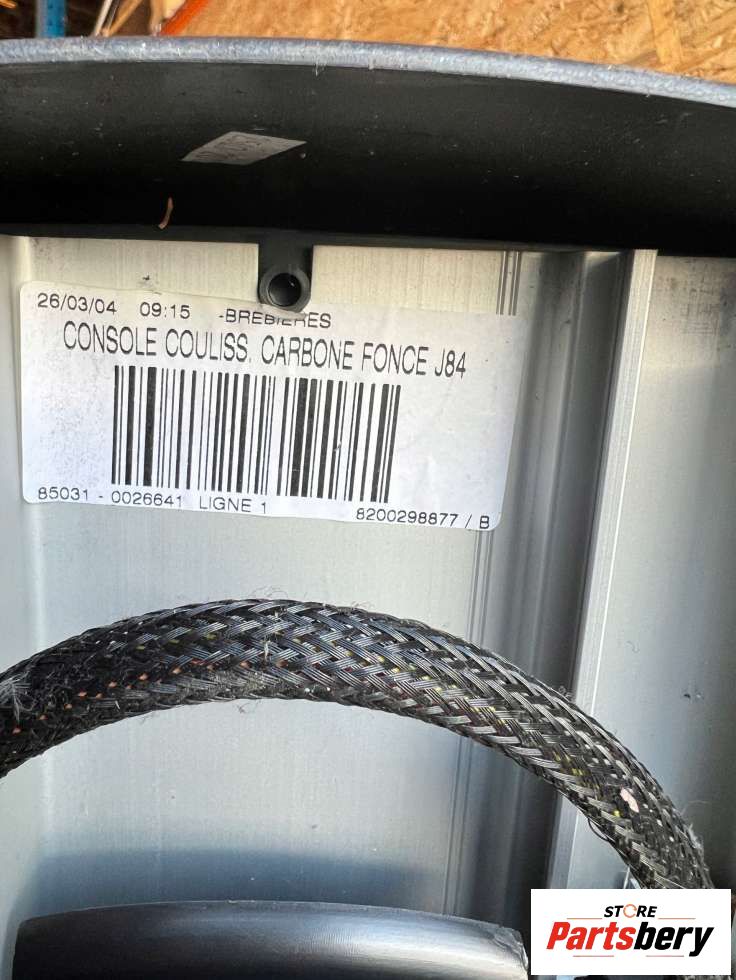 26/03/04 09:15 -BREBIERES
CONSOLE COULISS. CARBONE FONCE J84
85031 - 0026641 LIGNE 1
8200298877 / B
STORE
Partsbery